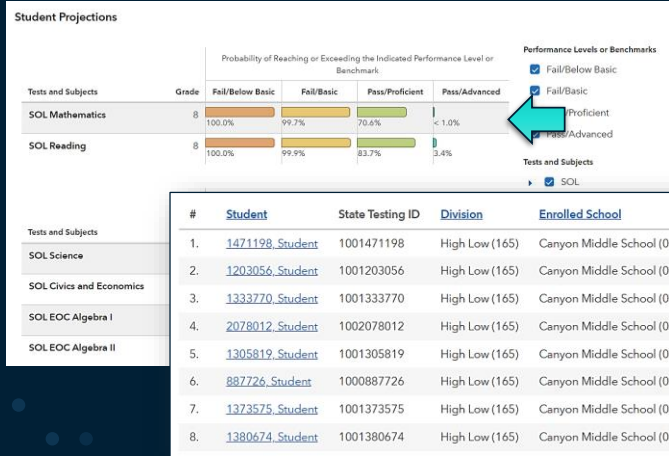 Student Projections
Probability of Reaching or Exceeding the Indicated Performance Level or
Benchmark
Tests and Subjects Grade Fail/Below Basic Fail/Basic Pass/Proficient Pass/Advanced
SOL Mathematics 8 100.0% 99.7% 70.6% < 1.0%
SOL Reading 8 100.0% 99.9% 83.7% 3.4%
Performance Levels or Benchmarks
Fail/Below Basic
Fail/Basic
/Proficient
Pass/Advanced
Tests and Subjects
SOL
Tests and Subjects
SOL Science
SOL Civics and Economics
SOL EOC Algebra I
SOL EOC Algebra II
# Student State Testing ID Division Enrolled School
1. 1471198, Student 1001471198 High Low (165) Canyon Middle School (0
2. 1203056, Student 1001203056 High Low (165) Canyon Middle School (0
3. 1333770, Student 1001333770 High Low (165) Canyon Middle School (0
4. 2078012, Student 1002078012 High Low (165) Canyon Middle School (0
5. 1305819, Student 1001305819 High Low (165) Canyon Middle School (0
6. 887726, Student 1000887726 High Low (165) Canyon Middle School (0
7. 1373575, Student 1001373575 High Low (165) Canyon Middle School (0
8. 1380674, Student 1001380674 High Low (165) Canyon Middle School (0